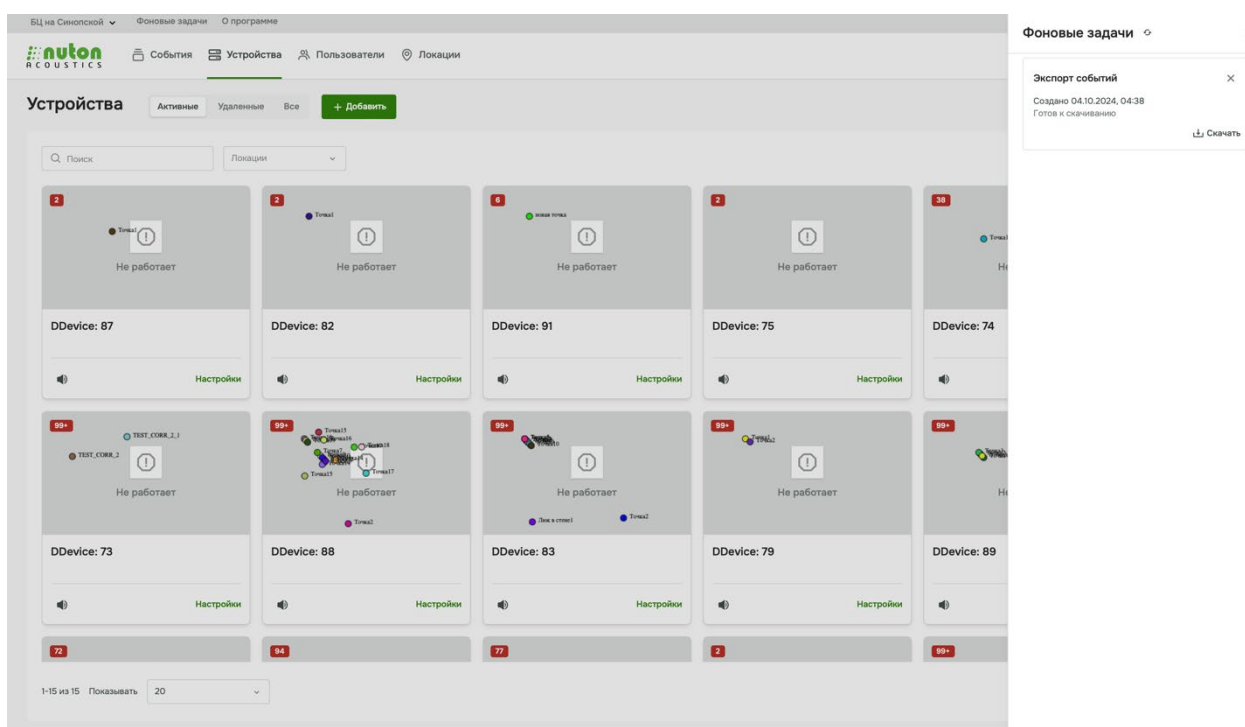 БЦ на Синопской Фоновые задачи О программе
Фоновые задачи
nuton
ACOUSTICS
События Устройства Пользователи Локации
Экспорт событий
Создано 04.10.2024, 04:38
Готов к скачиванию
Скачать
Устройства Активные Удаленные Все + Добавить
Поиск Локации
2 2 6 2 38
Точка1 Точка1 новая точка
Не работает Не работает Не работает Не работает
DDevice: 87 DDevice: 82 DDevice: 91 DDevice: 75 DDevice: 74
Настройки Настройки Настройки Настройки
99+ 99+ 99+ 99+ 99+
TEST_CORR_2_1 Точка13
Точка16
TEST_CORR_2
Точка15 Точка17
Не работает Не работает Не работает Не работает
Точка2 Люк в стене1 Точка2
DDevice: 73 DDevice: 88 DDevice: 83 DDevice: 79 DDevice: 89
Настройки Настройки Настройки Настройки
72 94 77 2 99+
1-15 из 15 Показывать 20